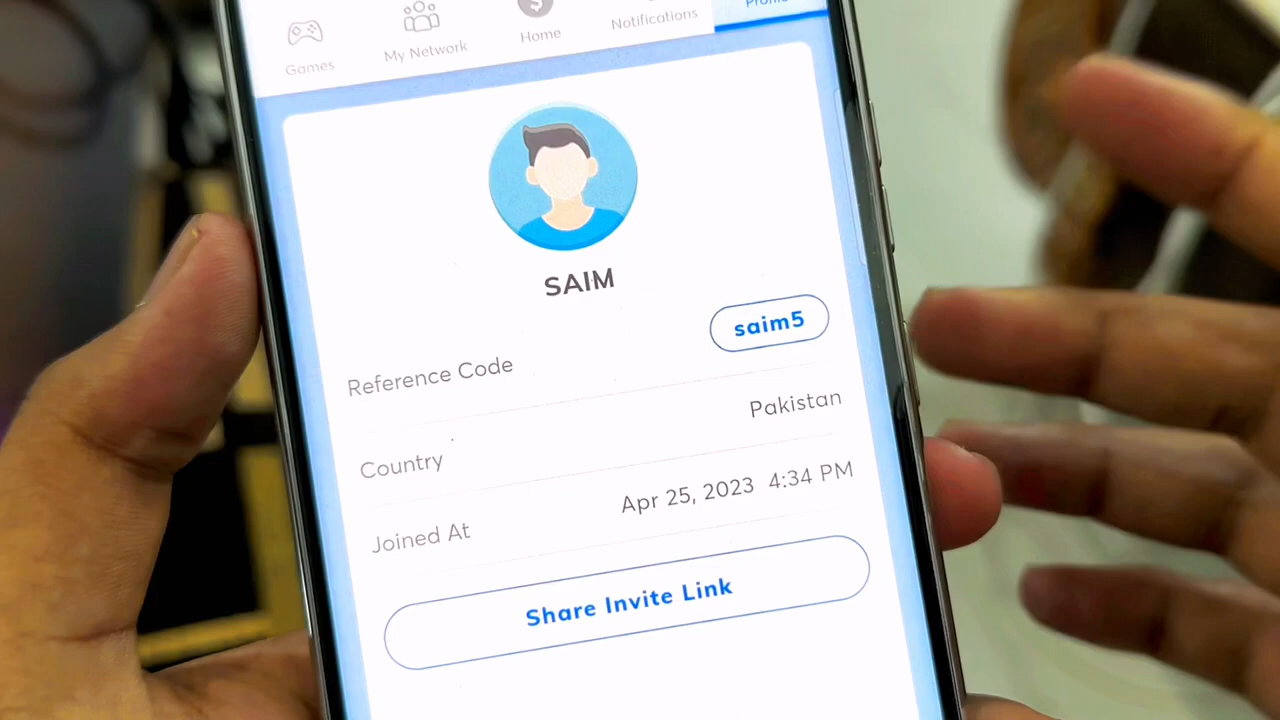 Games
My Network
Home
Notifications
Profile
SAIM
Reference Code
saim5
Country
Pakistan
Joined At
Apr 25, 2023 4:34 PM
Share Invite Link